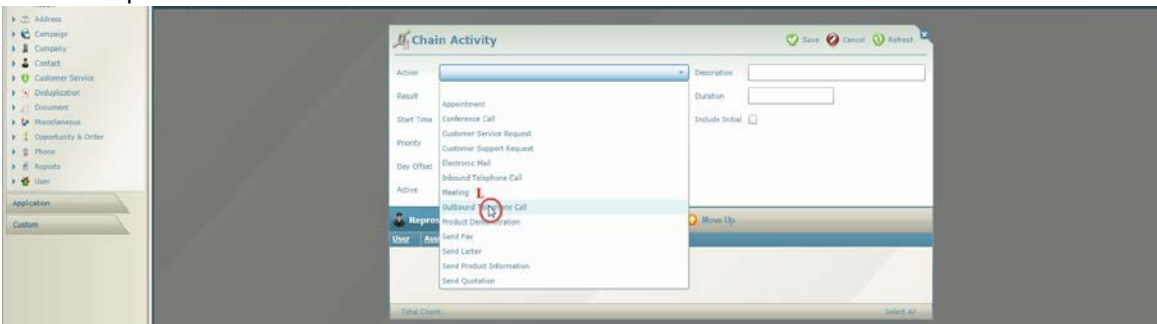 Address
Campaign
Company
Contact
Customer Service
Deduplication
Document
Miscellaneous
Opportunity & Order
Phone
Reports
User
Application
Custom
Chain Activity
Save Cancel Refresh
Action
Description
Result
Duration
Start Time
Include Initial
Priority
Day Offset
Active
Appointment
Conference Call
Customer Service Request
Customer Support Request
Electronic Mail
Inbound Telephone Call
Meeting L
Outbound Telephone Call
Product Demonstration
Send Fax
Send Letter
Send Product Information
Send Quotation
Repres
Move Up
User Assi
Total Count:
Select All